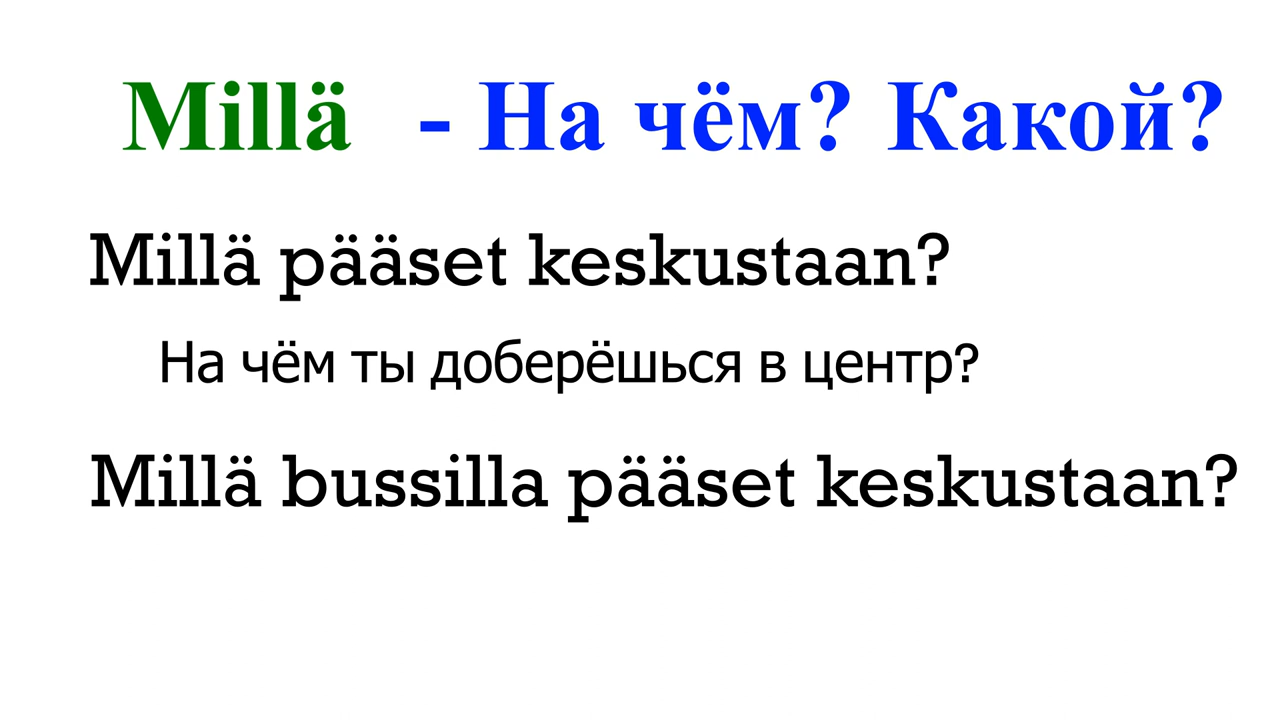 Millä - На чём? Какой?
Millä pääset keskustaan?
На чём ты доберёшься в центр?
Millä bussilla pääset keskustaan?